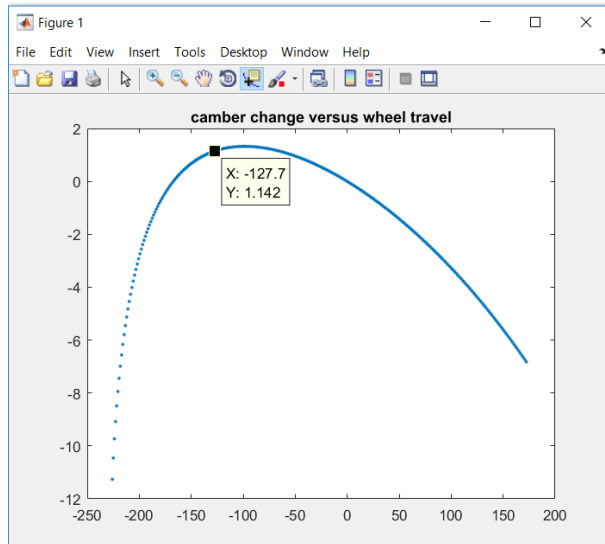 Figure 1
File Edit View Insert Tools Desktop Window Help
camber change versus wheel travel
2
0
-2
-4
-6
-8
-10
-12
X: -127.7
Y: 1.142
-250 -200 -150 -100 -50 0 50 100 150 200